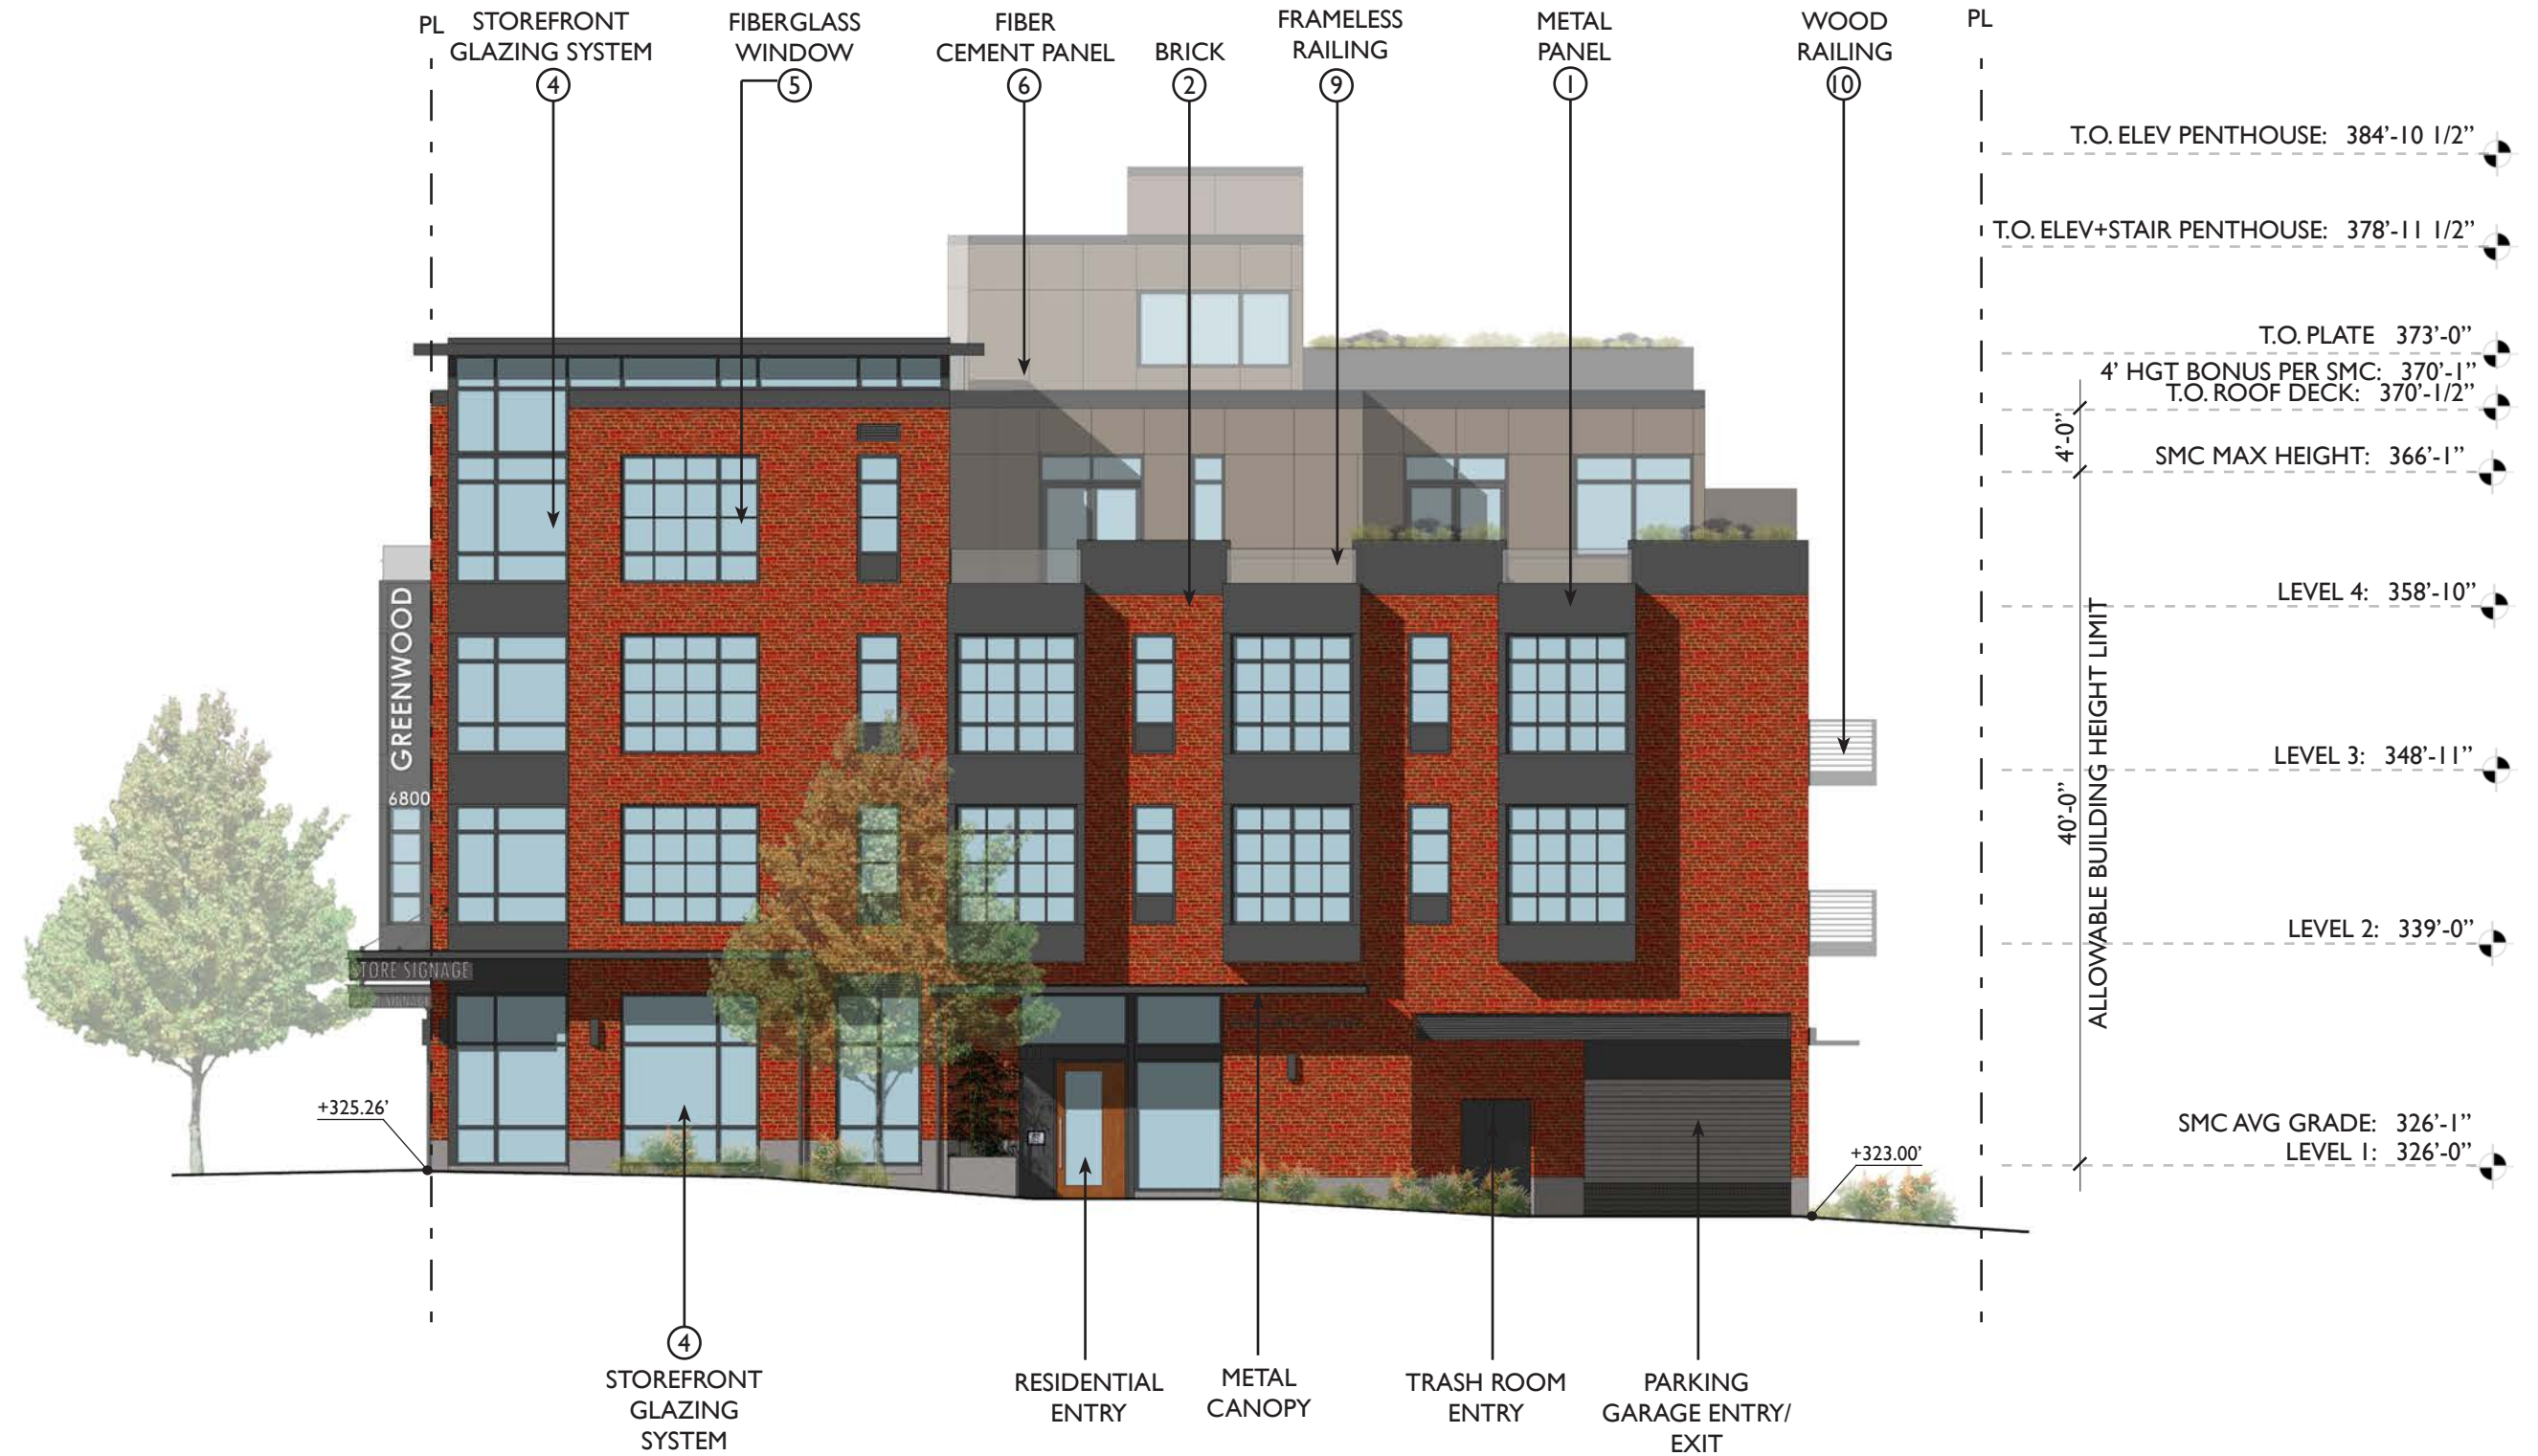 PL
STOREFRONT
GLAZING SYSTEM
4
FIBERGLASS
WINDOW
5
FIBER
CEMENT PANEL
6
BRICK
2
FRAMELESS
RAILING
9
METAL
PANEL
1
WOOD
RAILING
10
PL
T.O. ELEV PENTHOUSE: 384'-10 1/2"
T.O. ELEV+STAIR PENTHOUSE: 378'-11 1/2"
T.O. PLATE 373'-0"
4' HGT BONUS PER SMC: 370'-1"
T.O. ROOF DECK: 370'-1/2"
4'-0"
SMC MAX HEIGHT: 366'-1"
LEVEL 4: 358'-10"
LEVEL 3: 348'-11"
40'-0"
ALLOWABLE BUILDING HEIGHT LIMIT
LEVEL 2: 339'-0"
SMC AVG GRADE: 326'-1"
LEVEL 1: 326'-0"
GREENWOOD
6800
STORE SIGNAGE
+325.26'
+323.00'
4
STOREFRONT
GLAZING
SYSTEM
RESIDENTIAL
ENTRY
METAL
CANOPY
TRASH ROOM
ENTRY
PARKING
GARAGE ENTRY/
EXIT